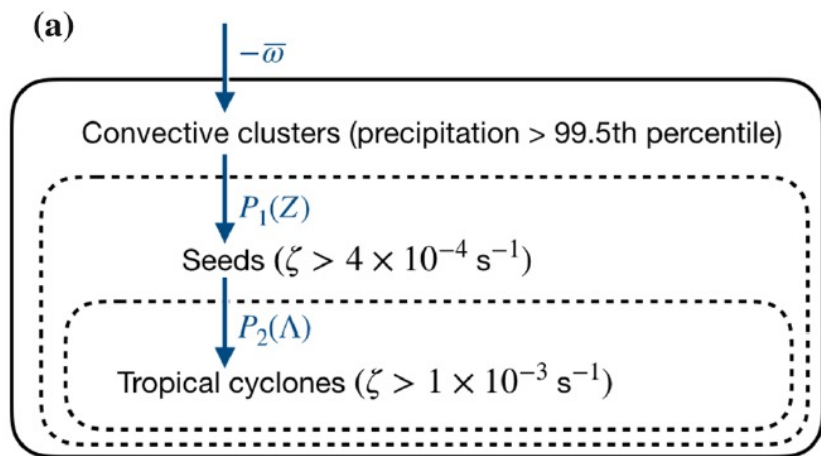 (a)
−ω̅
Convective clusters (precipitation > 99.5th percentile)
P₁(Z)
Seeds (ζ > 4 × 10⁻⁴ s⁻¹)
P₂(Λ)
Tropical cyclones (ζ > 1 × 10⁻³ s⁻¹)